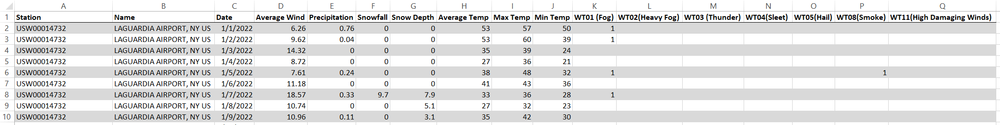 A B C D E F G H I J K L M N O P Q
1 Station Name Date Average Wind Precipitation Snowfall Snow Depth Average Temp Max Temp Min Temp WT01 (Fog) WT02(Heavy Fog) WT03 (Thunder) WT04(Sleet) WT05(Hail) WT08(Smoke) WT11(High Damaging Winds)
2 USW00014732 LAGUARDIA AIRPORT, NY US 1/1/2022 6.26 0.76 0 0 53 57 50 1
3 USW00014732 LAGUARDIA AIRPORT, NY US 1/2/2022 9.62 0.04 0 0 53 60 39 1
4 USW00014732 LAGUARDIA AIRPORT, NY US 1/3/2022 14.32 0 0 0 35 39 24
5 USW00014732 LAGUARDIA AIRPORT, NY US 1/4/2022 8.72 0 0 0 27 36 21
6 USW00014732 LAGUARDIA AIRPORT, NY US 1/5/2022 7.61 0.24 0 0 38 48 32 1 1
7 USW00014732 LAGUARDIA AIRPORT, NY US 1/6/2022 11.18 0 0 0 41 43 36
8 USW00014732 LAGUARDIA AIRPORT, NY US 1/7/2022 18.57 0.33 9.7 7.9 33 36 28 1
9 USW00014732 LAGUARDIA AIRPORT, NY US 1/8/2022 10.74 0 0 5.1 27 32 23
10 USW00014732 LAGUARDIA AIRPORT, NY US 1/9/2022 10.96 0.11 0 3.1 35 42 30